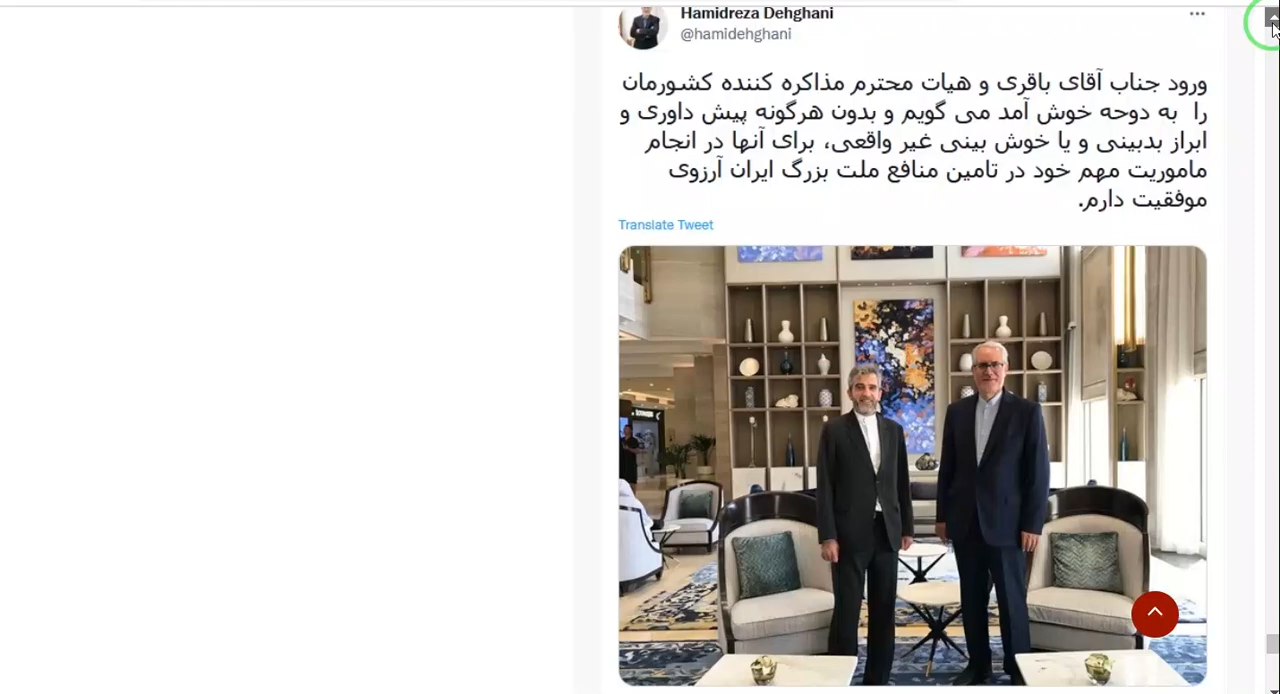 Hamidreza Dehghani
@hamidehghani
ورود جناب آقای باقری و هیات محترم مذاکره کننده کشورمان
را به دوحه خوش آمد می گویم و بدون هرگونه پیش داوری و
ابراز بدبینی و یا خوش بینی غیر واقعی، برای آنها در انجام
ماموریت مهم خود در تامین منافع ملت بزرگ ایران آرزوی
موفقیت دارم.
Translate Tweet